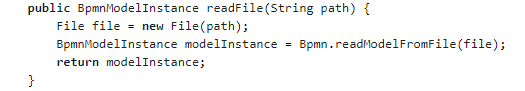 public BpmnModelInstance readFile(String path) {
    File file = new File(path);
    BpmnModelInstance modelInstance = Bpmn.readModelFromFile(file);
    return modelInstance;
}